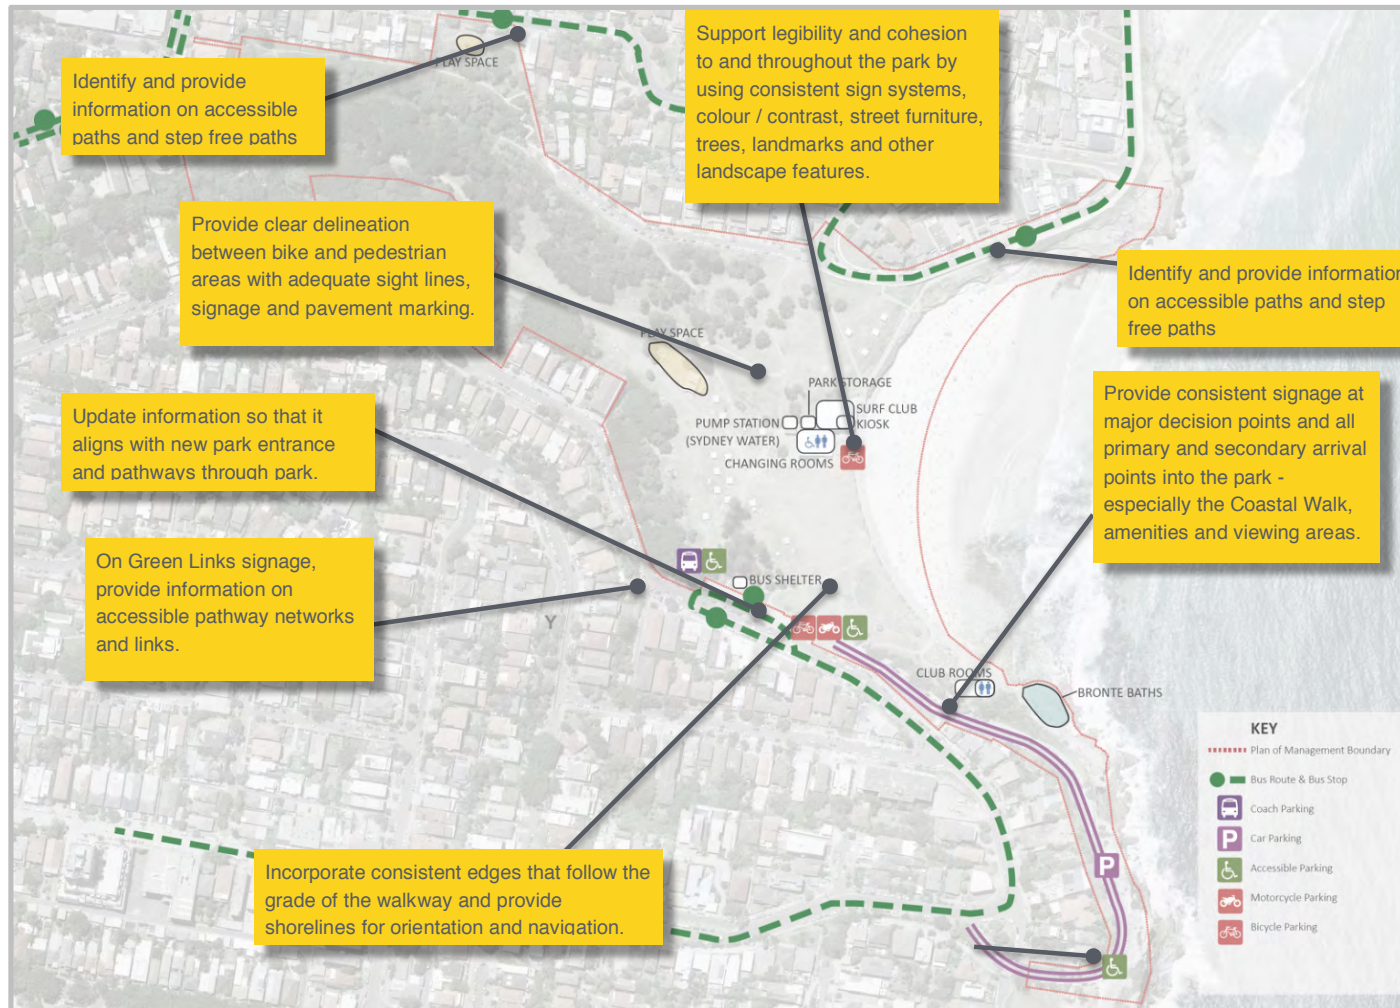 PLAY SPACE
Identify and provide
information on accessible
paths and step free paths
Support legibility and cohesion
to and throughout the park by
using consistent sign systems,
colour / contrast, street furniture,
trees, landmarks and other
landscape features.
Provide clear delineation
between bike and pedestrian
areas with adequate sight lines,
signage and pavement marking.
Identify and provide information
on accessible paths and step
free paths
PLAY SPACE
PARK STORAGE
SURF CLUB
KIOSK
PUMP STATION
(SYDNEY WATER)
CHANGING ROOMS
Update information so that it
aligns with new park entrance
and pathways through park.
Provide consistent signage at
major decision points and all
primary and secondary arrival
points into the park -
especially the Coastal Walk,
amenities and viewing areas.
On Green Links signage,
provide information on
accessible pathway networks
and links.
BUS SHELTER
Y
CLUB ROOMS
BRONTE BATHS
Incorporate consistent edges that follow the
grade of the walkway and provide
shorelines for orientation and navigation.
P
KEY
Plan of Management Boundary
Bus Route & Bus Stop
Coach Parking
P
Car Parking
Accessible Parking
Motorcycle Parking
Bicycle Parking